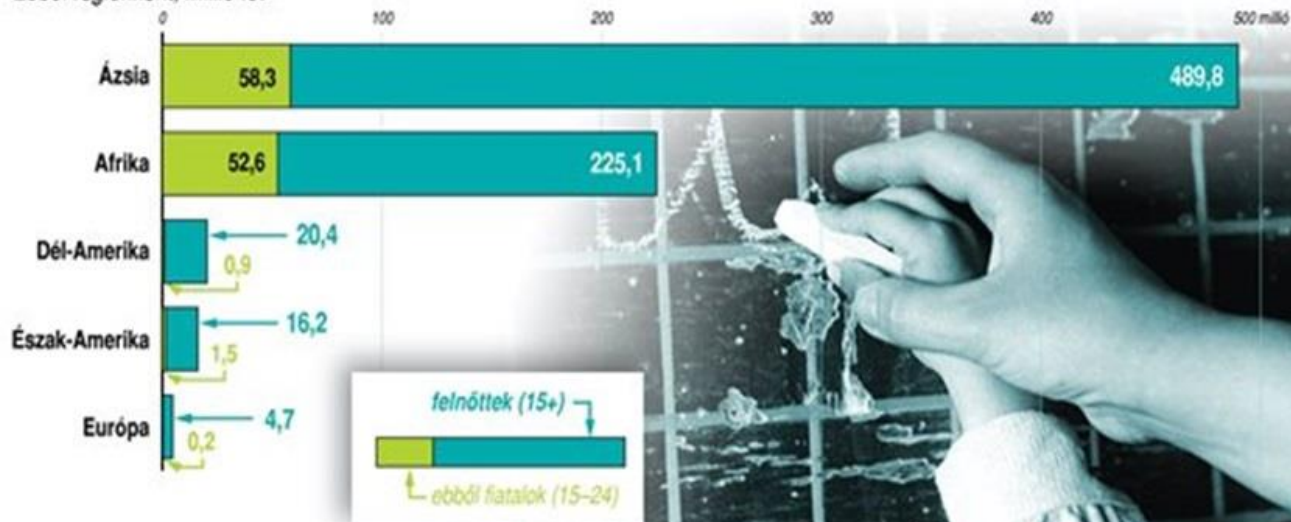 0 100 200 300 400 500 millió
Ázsia 58,3 489,8
Afrika 52,6 225,1
Dél-Amerika 20,4
0,9
Észak-Amerika 16,2
1,5
Európa 4,7
0,2
felnőttek (15+)
ebből fiatalok (15–24)